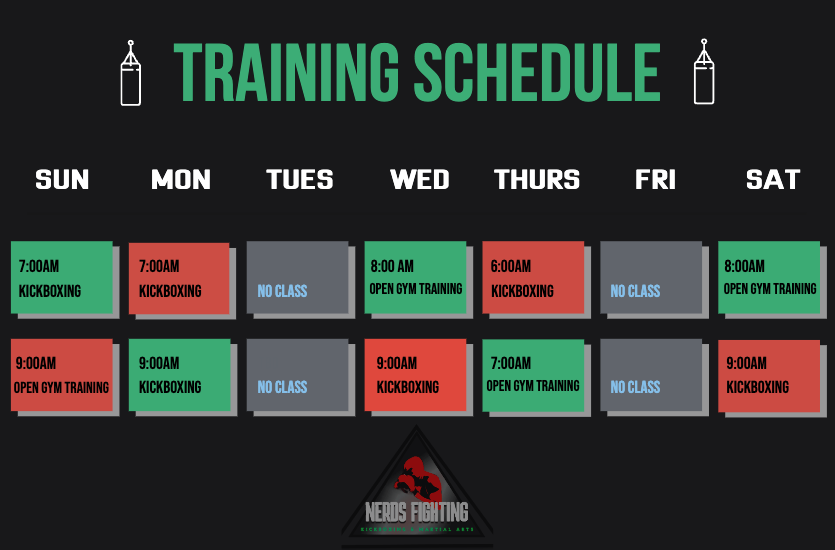 TRAINING SCHEDULE
SUN MON TUES WED THURS FRI SAT
7:00AM
KICKBOXING
7:00AM
KICKBOXING
NO CLASS
8:00 AM
OPEN GYM TRAINING
6:00AM
KICKBOXING
NO CLASS
8:00AM
OPEN GYM TRAINING
9:00AM
OPEN GYM TRAINING
9:00AM
KICKBOXING
NO CLASS
9:00AM
KICKBOXING
7:00AM
OPEN GYM TRAINING
NO CLASS
9:00AM
KICKBOXING
NERDS FIGHTING
KICKBOXING & MARTIAL ARTS